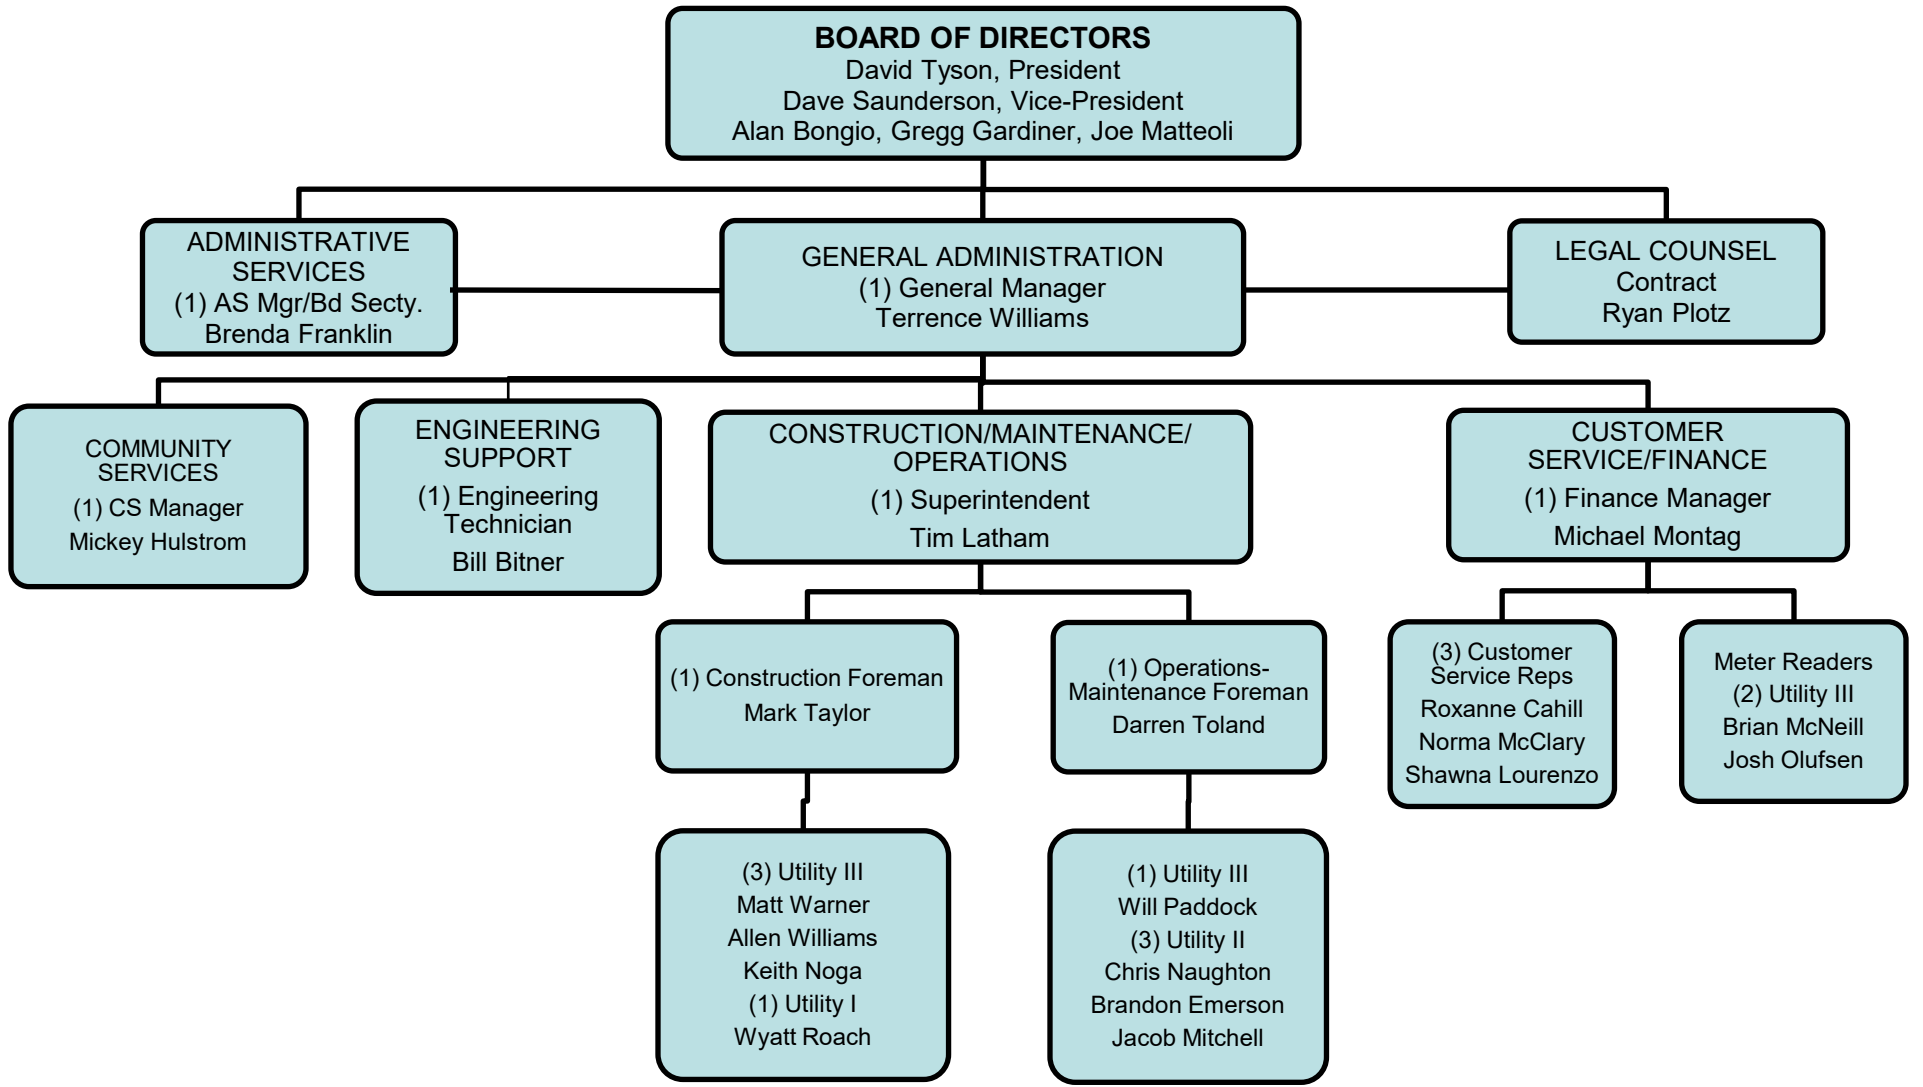 BOARD OF DIRECTORS
David Tyson, President
Dave Saunderson, Vice-President
Alan Bongio, Gregg Gardiner, Joe Matteoli
ADMINISTRATIVE
SERVICES
(1) AS Mgr/Bd Secty.
Brenda Franklin
GENERAL ADMINISTRATION
(1) General Manager
Terrence Williams
LEGAL COUNSEL
Contract
Ryan Plotz
COMMUNITY
SERVICES
(1) CS Manager
Mickey Hulstrom
ENGINEERING
SUPPORT
(1) Engineering
Technician
Bill Bitner
CONSTRUCTION/MAINTENANCE/
OPERATIONS
(1) Superintendent
Tim Latham
CUSTOMER
SERVICE/FINANCE
(1) Finance Manager
Michael Montag
(1) Construction Foreman
Mark Taylor
(1) Operations-
Maintenance Foreman
Darren Toland
(3) Customer
Service Reps
Roxanne Cahill
Norma McClary
Shawna Lourenzo
Meter Readers
(2) Utility III
Brian McNeill
Josh Olufsen
(3) Utility III
Matt Warner
Allen Williams
Keith Noga
(1) Utility I
Wyatt Roach
(1) Utility III
Will Paddock
(3) Utility II
Chris Naughton
Brandon Emerson
Jacob Mitchell